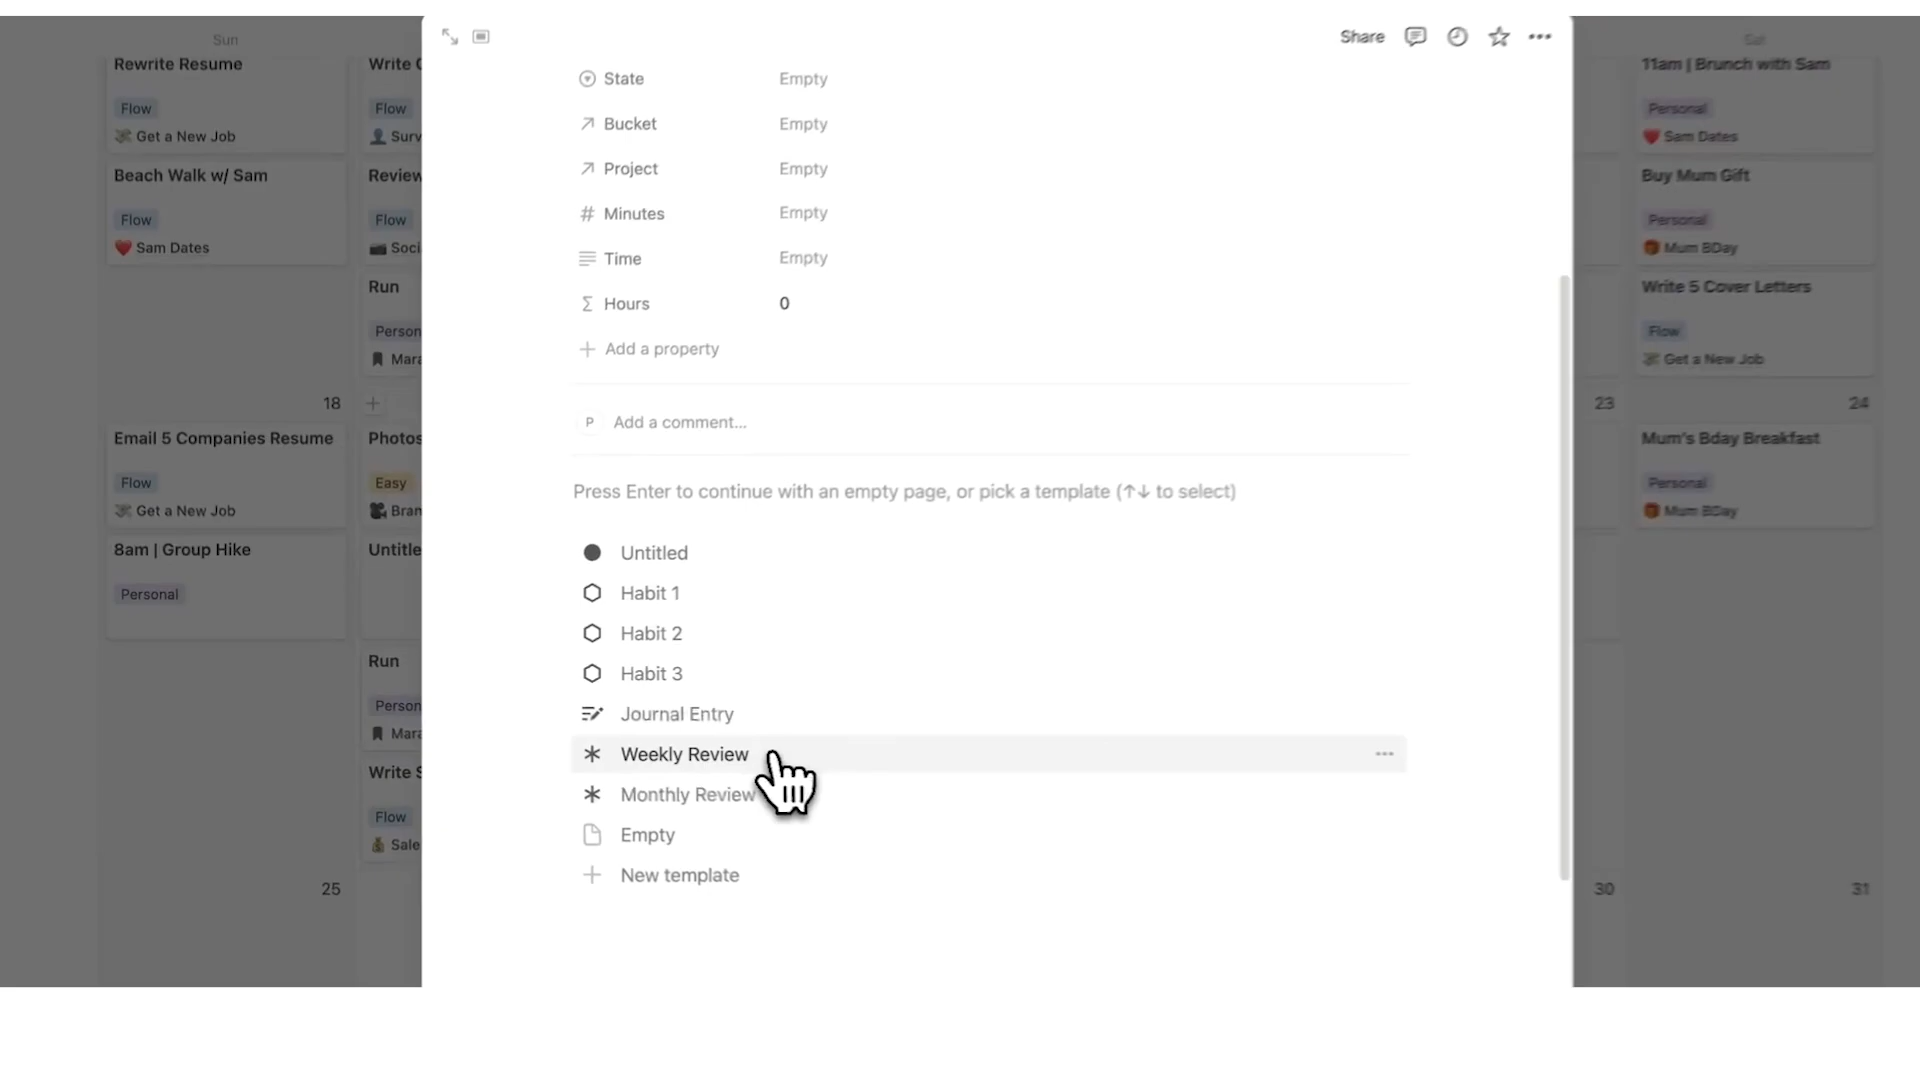 Sun
Rewrite Resume
Flow
Get a New Job
Beach Walk w/ Sam
Flow
Sam Dates
18
Email 5 Companies Resume
Flow
Get a New Job
8am | Group Hike
Personal
25
Write
Flow
Review
Flow
Run
+
Photos
Easy
Run
Write S
Flow
Sale
Share
State Empty
Bucket Empty
Project Empty
# Minutes Empty
Time Empty
Σ Hours 0
+ Add a property
P Add a comment...
Press Enter to continue with an empty page, or pick a template (↑↓ to select)
Untitled
Habit 1
Habit 2
Habit 3
Journal Entry
Weekly Review
Monthly Review
Empty
+ New template
Sat
11am | Brunch with Sam
Personal
Sam Dates
Buy Mum Gift
Personal
Mum BDay
Write 5 Cover Letters
Flow
Get a New Job
23
24
Mum's Bday Breakfast
Personal
Mum BDay
30
31